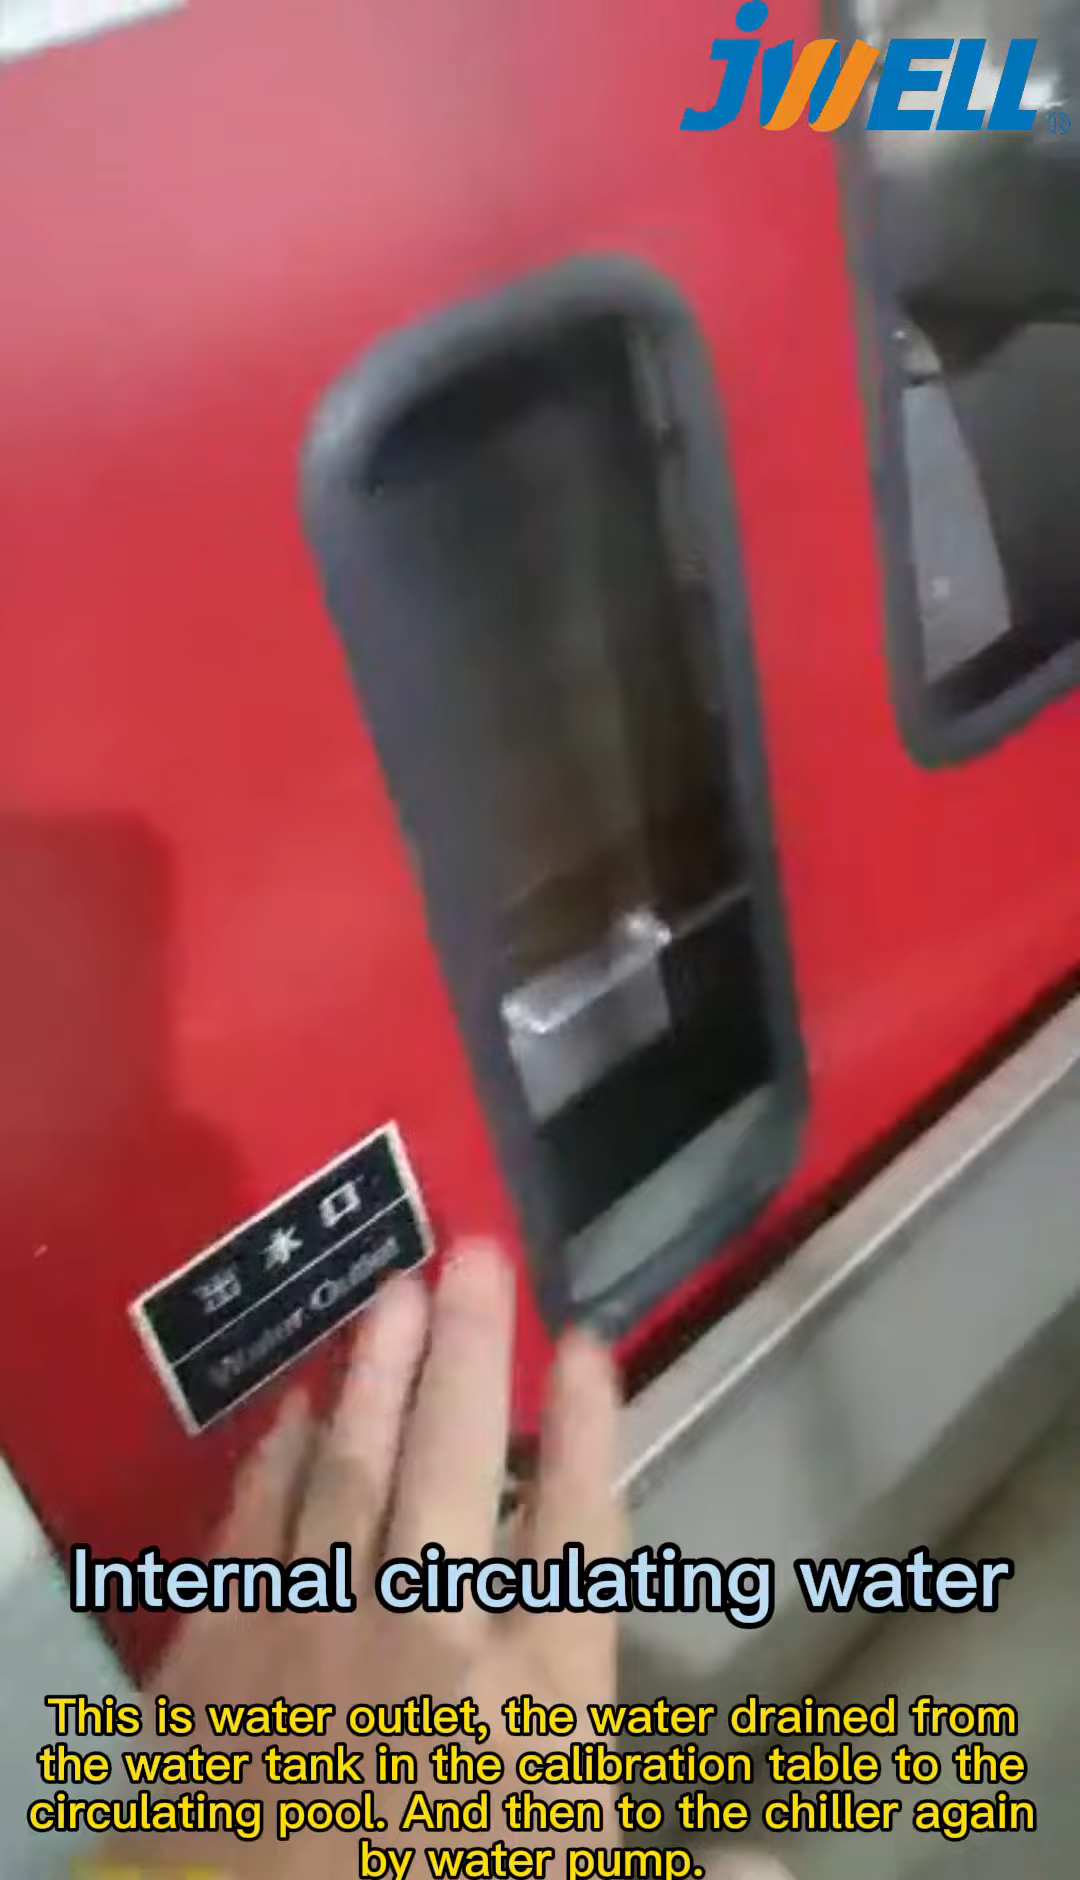 JWELL®
出水口
Water Outlet
Internal circulating water
This is water outlet, the water drained from
the water tank in the calibration table to the
circulating pool. And then to the chiller again
by water pump.